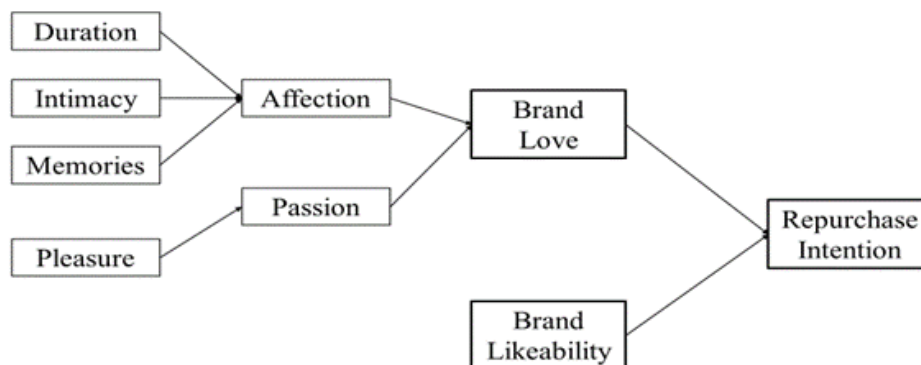 Duration
Intimacy
Memories
Pleasure
Affection
Passion
Brand
Love
Brand
Likeability
Repurchase
Intention